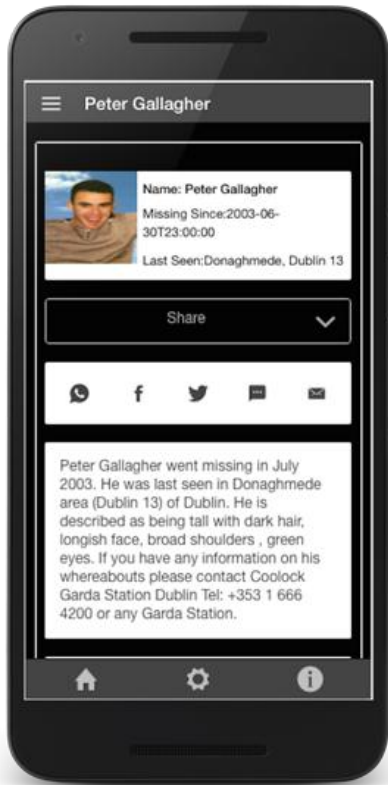 Peter Gallagher
Name: Peter Gallagher
Missing Since:2003-06-
30T23:00:00
Last Seen:Donaghmede, Dublin 13
Share
Peter Gallagher went missing in July
2003. He was last seen in Donaghmede
area (Dublin 13) of Dublin. He is
described as being tall with dark hair,
longish face, broad shoulders , green
eyes. If you have any information on his
whereabouts please contact Coolock
Garda Station Dublin Tel: +353 1 666
4200 or any Garda Station.